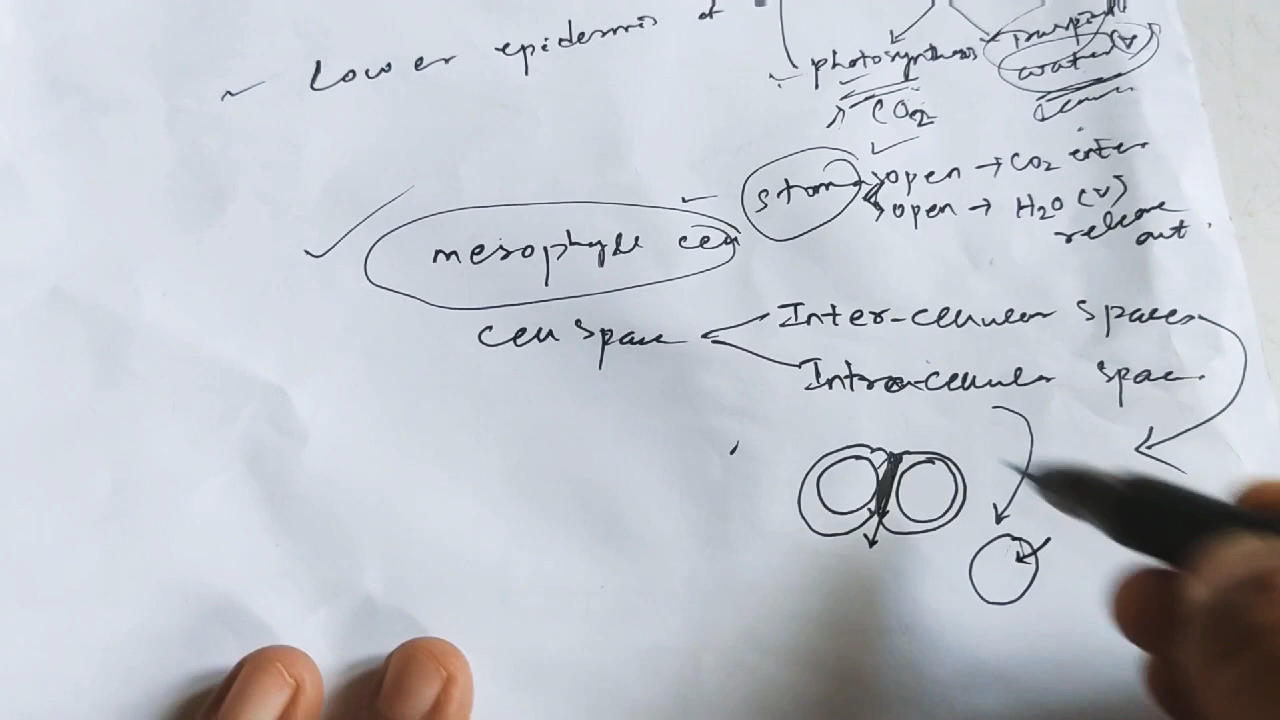 Lower epidermis of
photosynthesis
water (v)
CO2
stom
open → CO2 enter
open → H2O (v)
release
out.
mesophyll cell
cell space
Inter-cellular spaces
Intra-cellular space